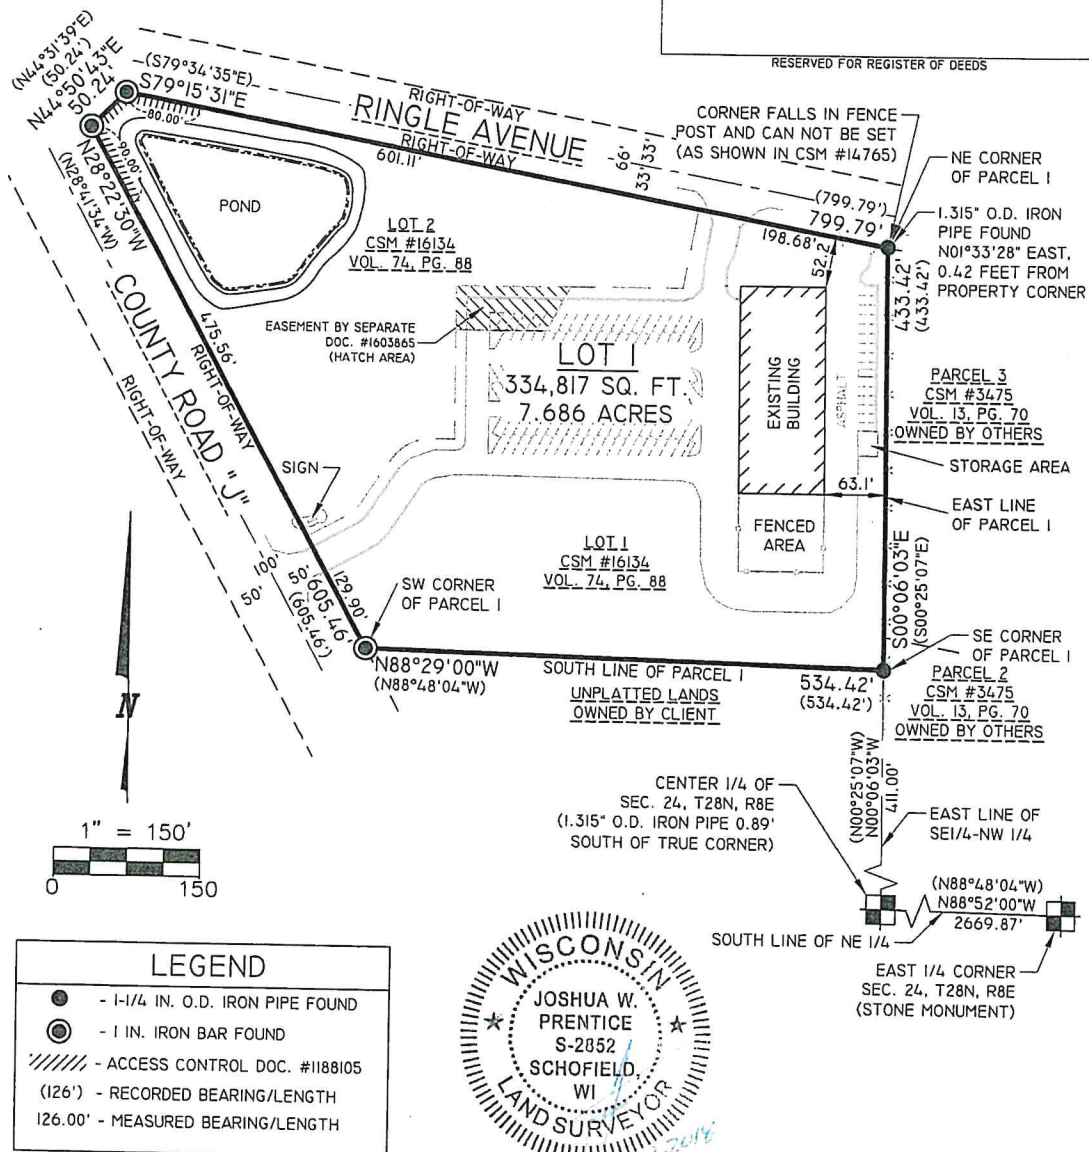 RESERVED FOR REGISTER OF DEEDS
(N44°31'39"E)
(50.24')
N44°50'43"E
50.24'
(S79°34'35"E)
S79°15'31"E
80.00'
90.00'
N28°22'30"W
(N28°41'34"W)
RIGHT-OF-WAY
RINGLE AVENUE
RIGHT-OF-WAY
601.11'
66'
33'
33'
CORNER FALLS IN FENCE
POST AND CAN NOT BE SET
(AS SHOWN IN CSM #14765)
NE CORNER
OF PARCEL 1
(799.79')
799.79'
198.68'
52.2
1.315" O.D. IRON
PIPE FOUND
N01°33'28" EAST,
0.42 FEET FROM
PROPERTY CORNER
433.42'
(433.42')
POND
LOT 2
CSM #16134
VOL. 74, PG. 88
EASEMENT BY SEPARATE
DOC. #1603865
(HATCH AREA)
LOT 1
334,817 SQ. FT.
7.686 ACRES
EXISTING
BUILDING
ASPHALT
PARCEL 3
CSM #3475
VOL. 13, PG. 70
OWNED BY OTHERS
STORAGE AREA
475.56'
RIGHT-OF-WAY
COUNTY ROAD "J"
RIGHT-OF-WAY
SIGN
63.1'
EAST LINE
OF PARCEL 1
FENCED
AREA
LOT 1
CSM #16134
VOL. 74, PG. 88
S00°06'03"E
(S00°25'07"E)
100'
50'
50'
129.90'
605.46'
(605.46')
SW CORNER
OF PARCEL 1
SE CORNER
OF PARCEL 1
N88°29'00"W
(N88°48'04"W)
SOUTH LINE OF PARCEL 1
UNPLATTED LANDS
OWNED BY CLIENT
534.42'
(534.42')
PARCEL 2
CSM #3475
VOL. 13, PG. 70
OWNED BY OTHERS
N
(N00°25'07"W)
N00°06'03"W
411.00'
CENTER 1/4 OF
SEC. 24, T28N, R8E
(1.315" O.D. IRON PIPE 0.89'
SOUTH OF TRUE CORNER)
EAST LINE OF
SE1/4-NW 1/4
1" = 150'
0 150
(N88°48'04"W)
N88°52'00"W
2669.87'
SOUTH LINE OF NE 1/4
EAST 1/4 CORNER
SEC. 24, T28N, R8E
(STONE MONUMENT)
LEGEND
- 1-1/4 IN. O.D. IRON PIPE FOUND
- 1 IN. IRON BAR FOUND
- ACCESS CONTROL DOC. #1188105
(126') - RECORDED BEARING/LENGTH
126.00' - MEASURED BEARING/LENGTH
WISCONSIN
JOSHUA W.
PRENTICE
S-2852
SCHOFIELD,
WI
LAND SURVEYOR
2018